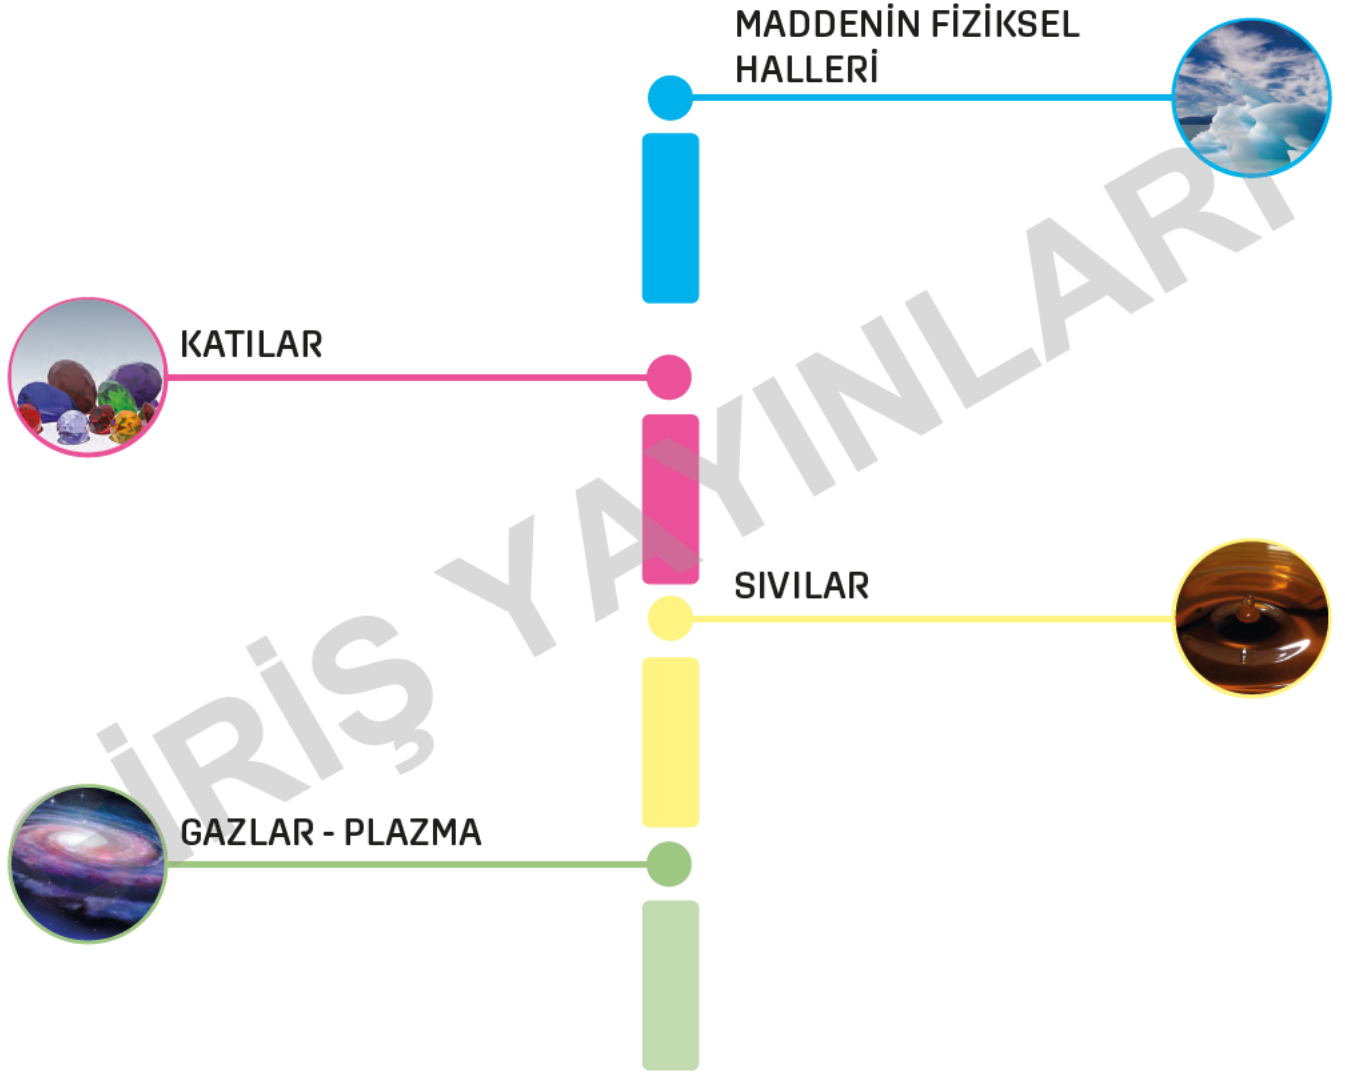 MADDENİN FİZİKSEL
HALLERİ
KATILAR
SIVILAR
GAZLAR - PLAZMA
İRİŞ YAYINLARI